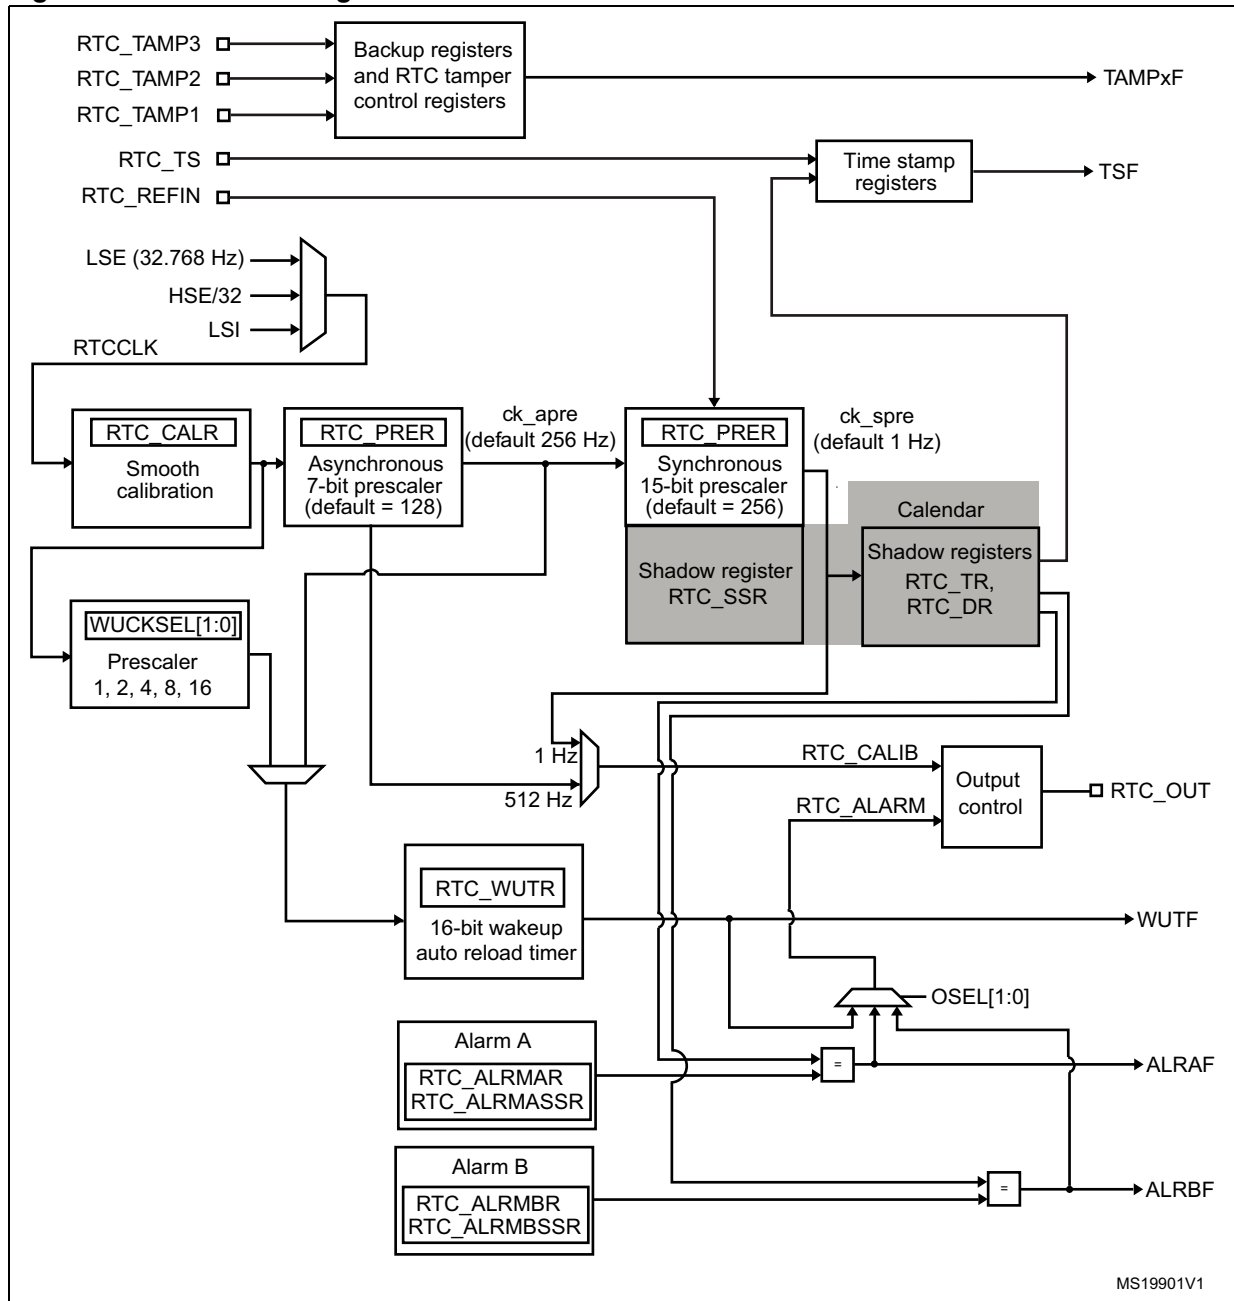 RTC_TAMP3
RTC_TAMP2
RTC_TAMP1
Backup registers
and RTC tamper
control registers
TAMPxF
RTC_TS
RTC_REFIN
Time stamp
registers
TSF
LSE (32.768 Hz)
HSE/32
LSI
RTCCLK
RTC_CALR
Smooth
calibration
RTC_PRER
Asynchronous
7-bit prescaler
(default = 128)
ck_apre
(default 256 Hz)
RTC_PRER
Synchronous
15-bit prescaler
(default = 256)
ck_spre
(default 1 Hz)
Calendar
Shadow register
RTC_SSR
Shadow registers
RTC_TR,
RTC_DR
WUCKSEL[1:0]
Prescaler
1, 2, 4, 8, 16
1 Hz
512 Hz
RTC_CALIB
RTC_ALARM
Output
control
RTC_OUT
RTC_WUTR
16-bit wakeup
auto reload timer
WUTF
OSEL[1:0]
Alarm A
RTC_ALRMAR
RTC_ALRMASSR
=
ALRAF
Alarm B
RTC_ALRMBR
RTC_ALRMBSSR
=
ALRBF
MS19901V1